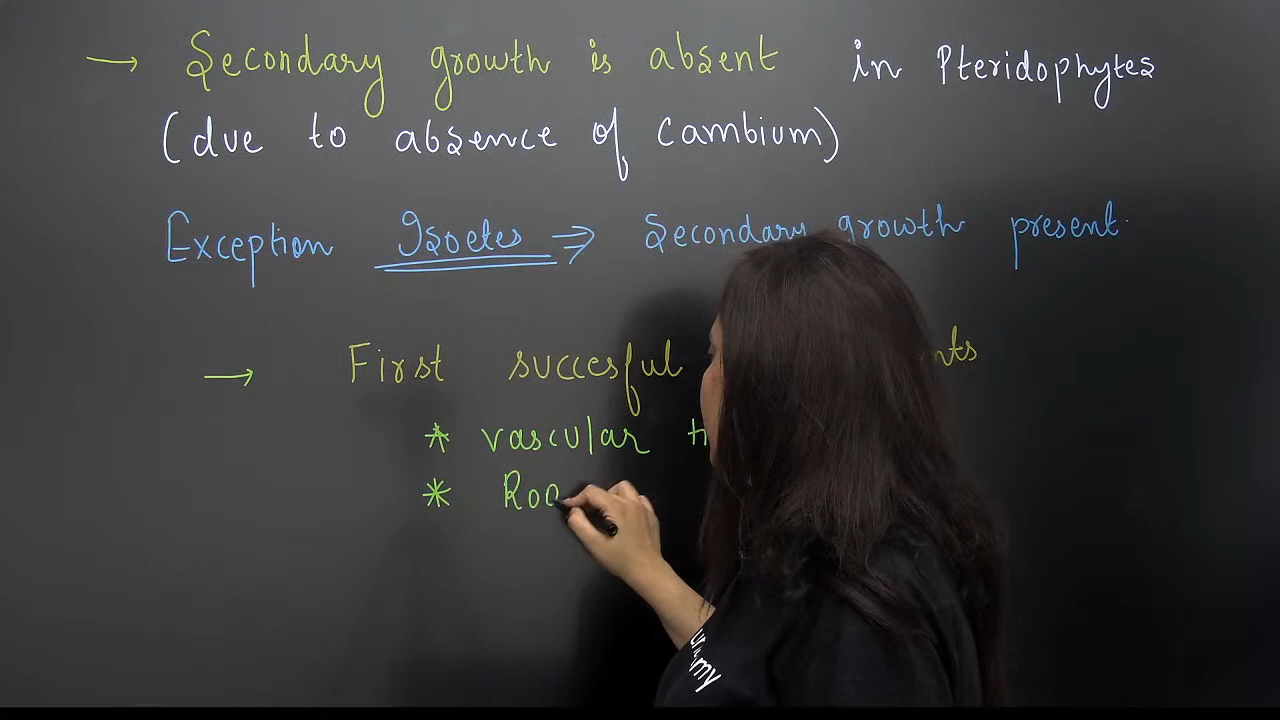 → Secondary growth is absent in Pteridophytes
(due to absence of cambium)
Exception Isoetes ⇒ Secondary growth present.
→ First succesful
* vascular
* Roo